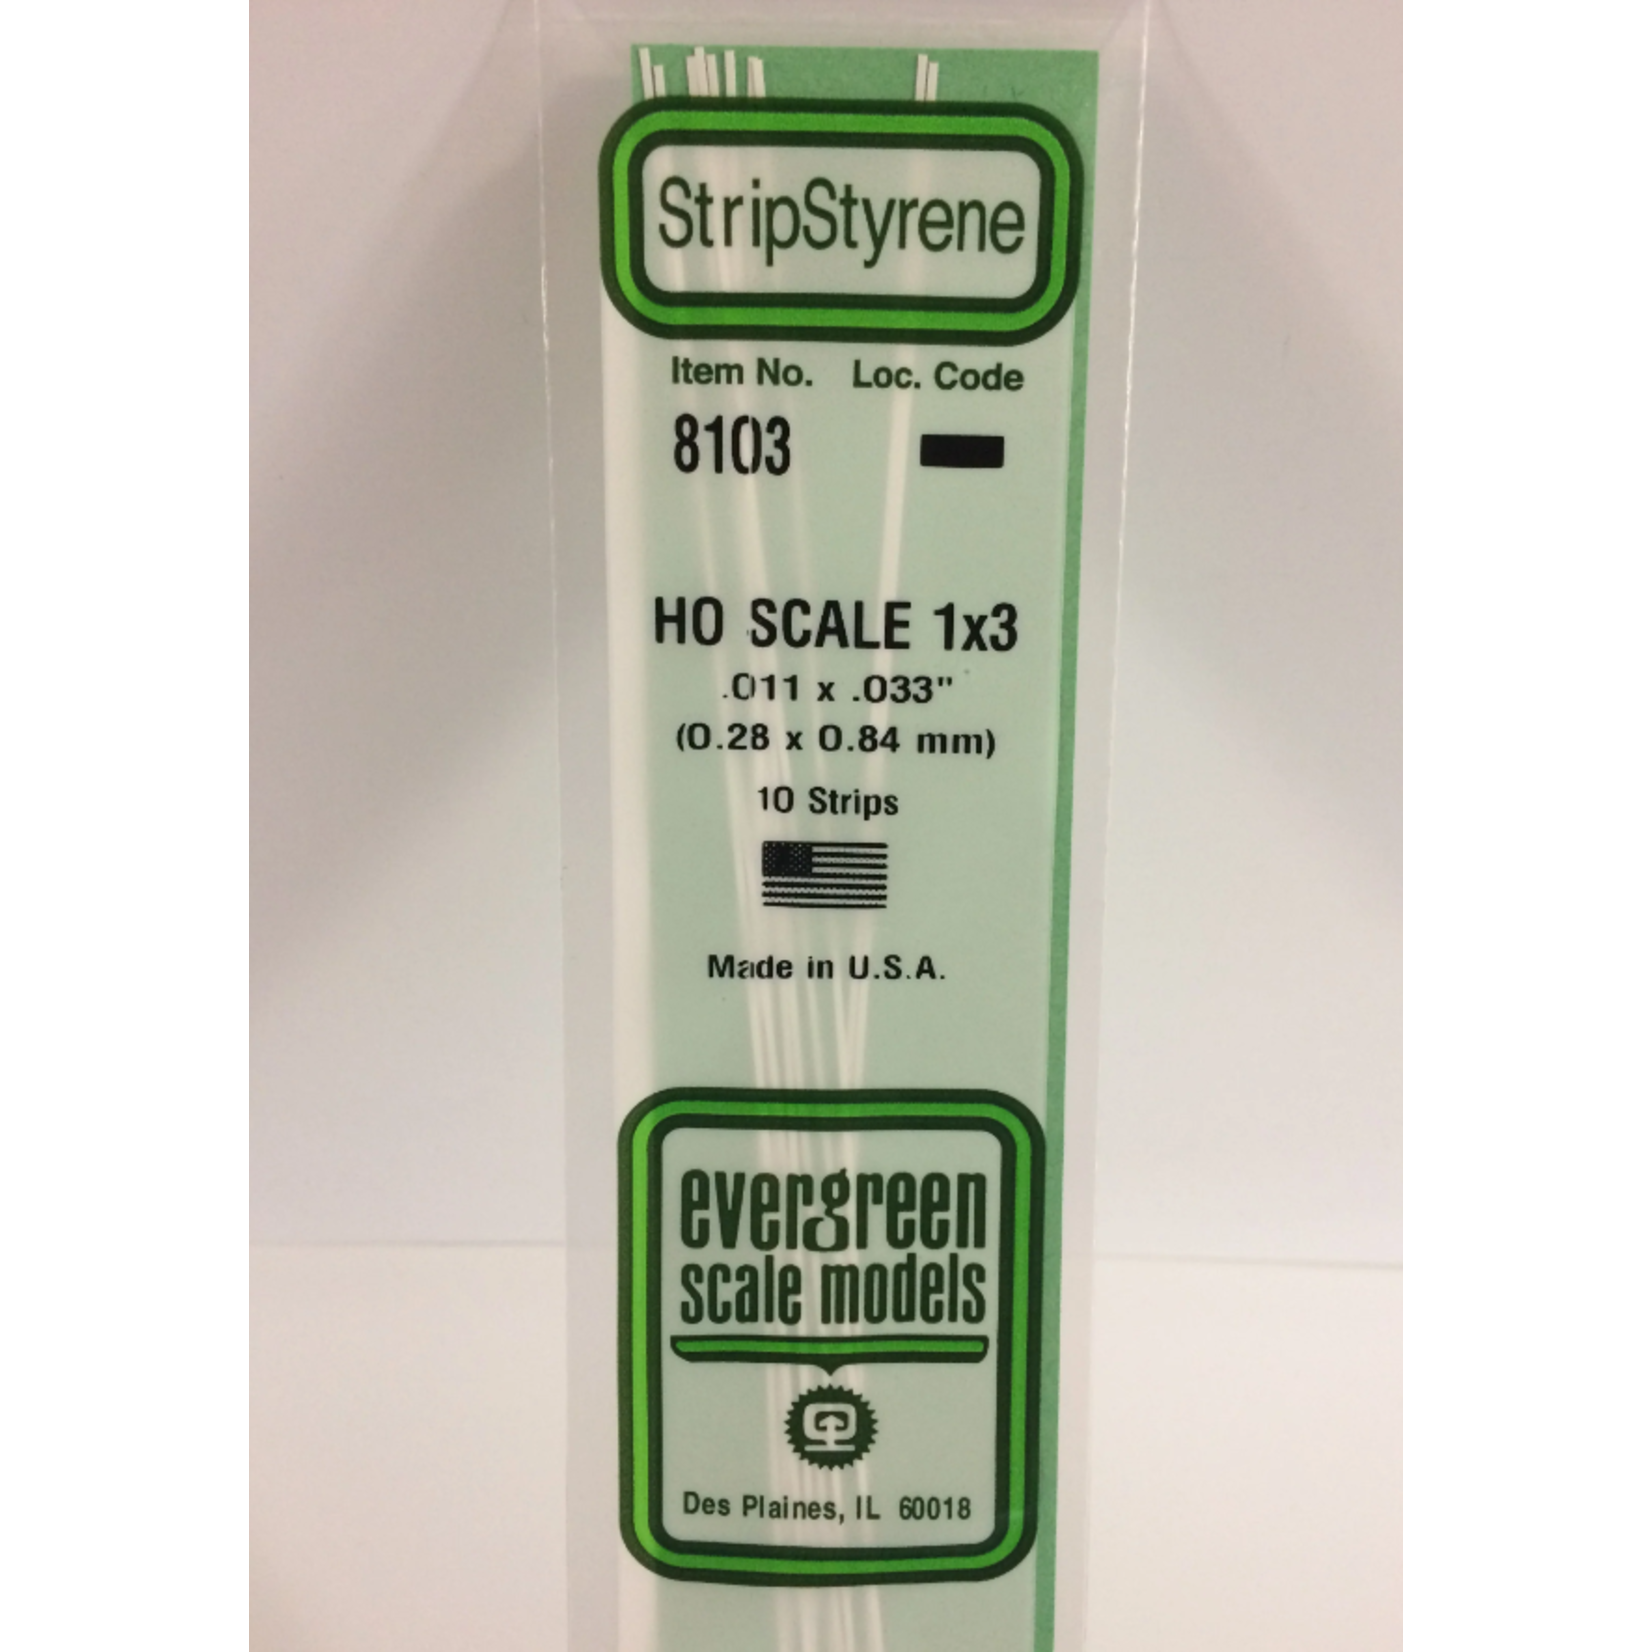 StripStyrene
Item No. Loc. Code
8103
HO SCALE 1x3
.011 x .033"
(0.28 x 0.84 mm)
10 Strips
Made in U.S.A.
evergreen
scale models
Des Plaines, IL 60018